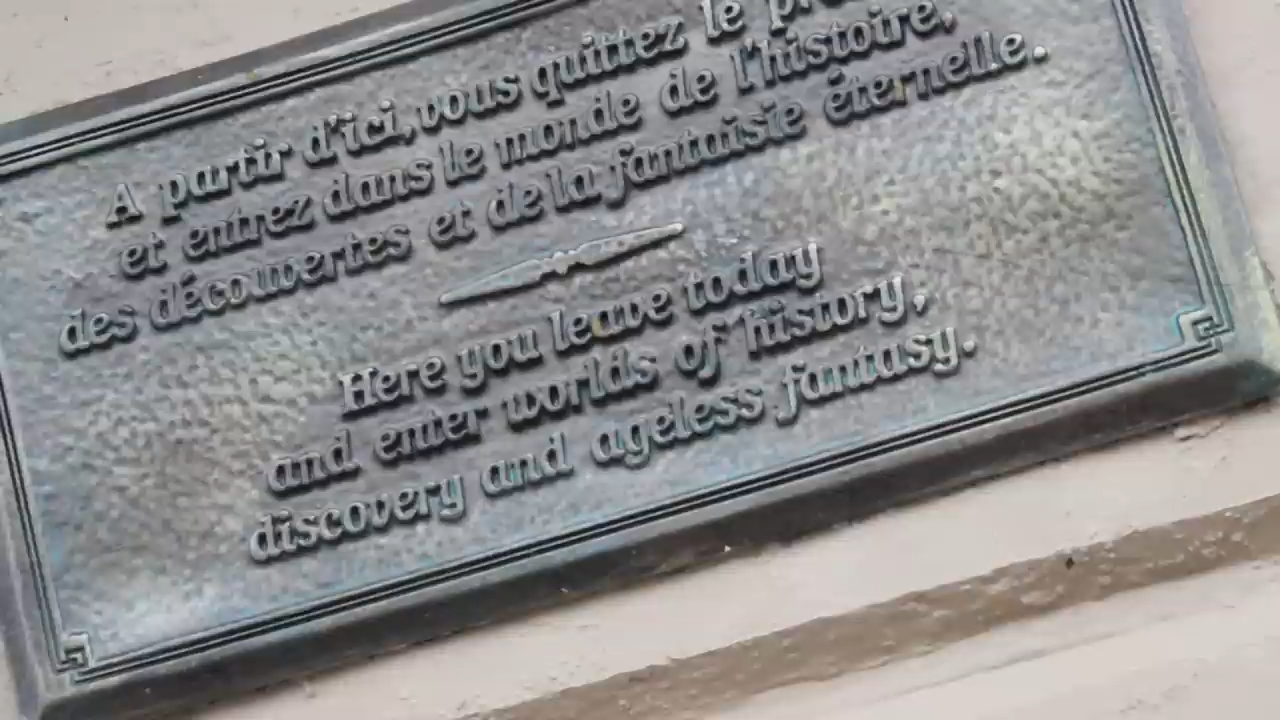 A partir d'ici, vous quittez le
et entrez dans le monde de l'histoire,
des découvertes et de la fantaisie éternelle.
Here you leave today
and enter worlds of history,
discovery and ageless fantasy.